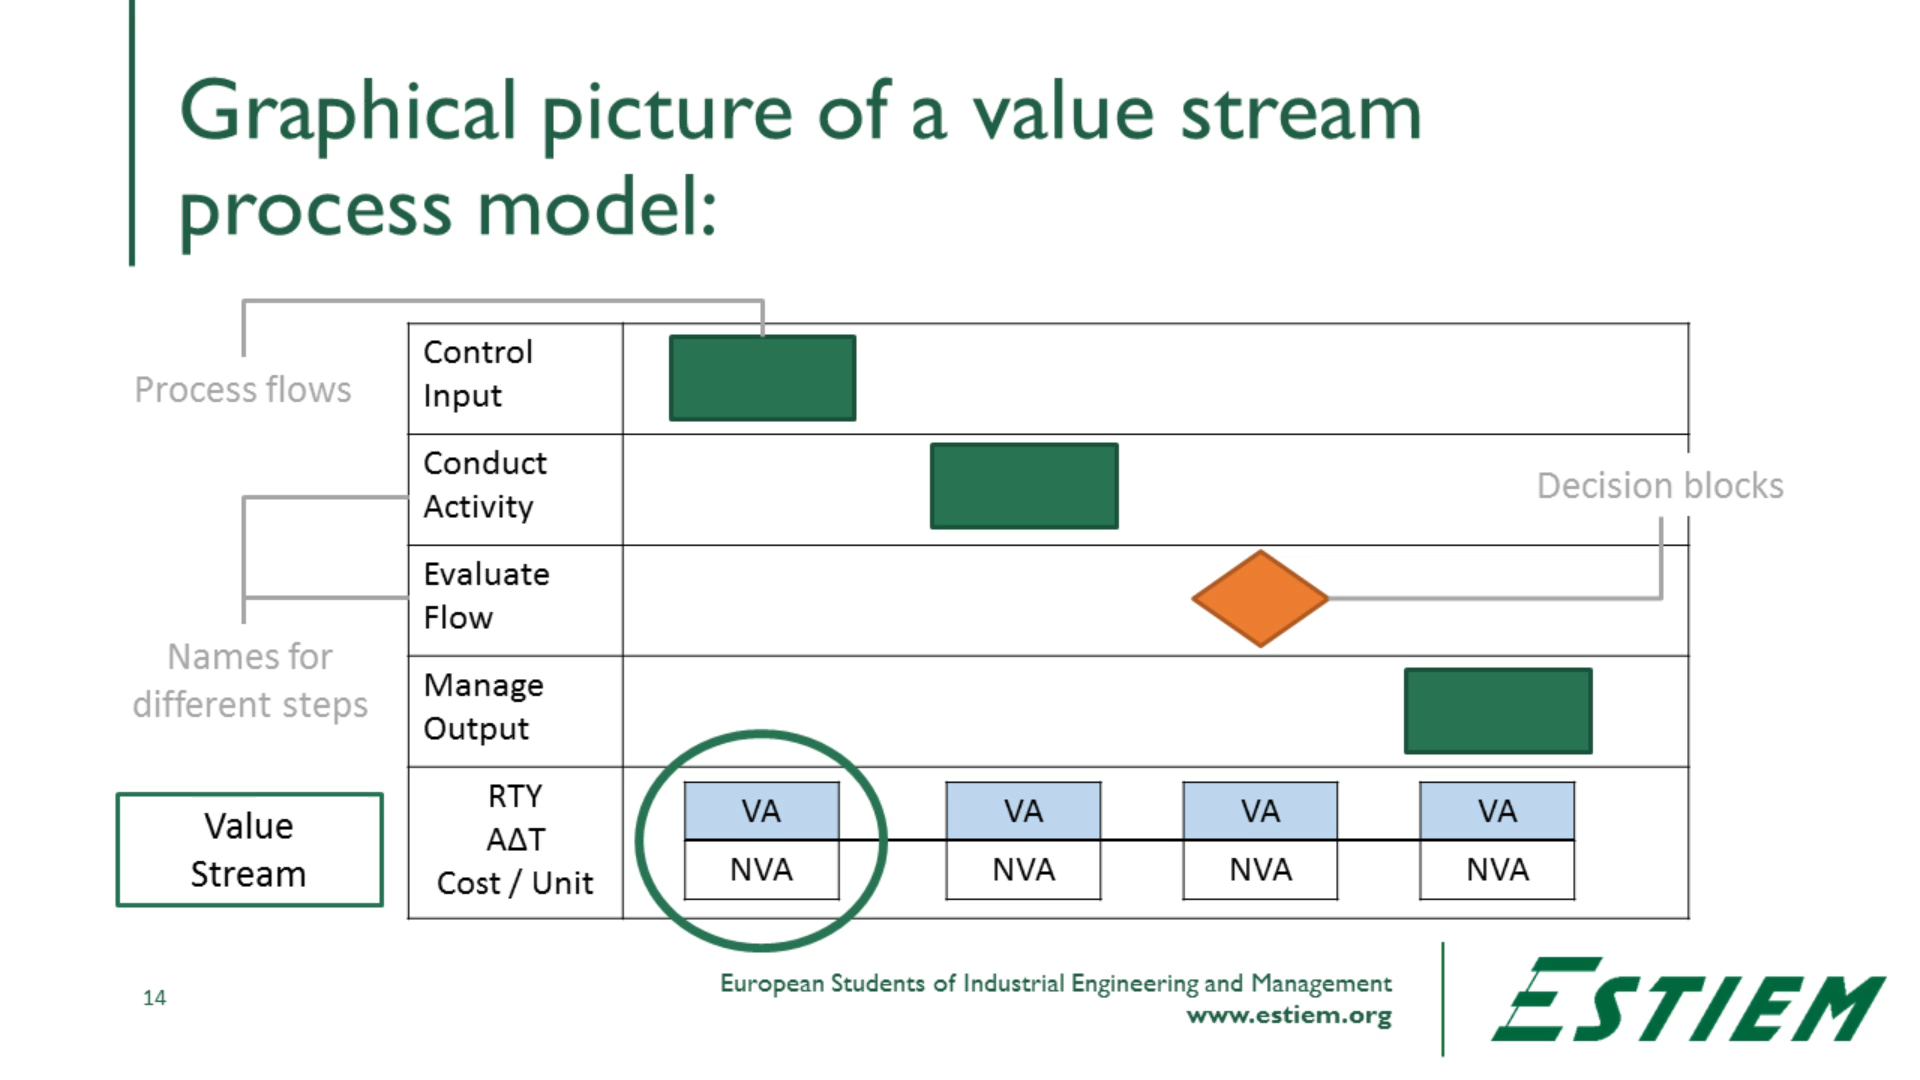 Graphical picture of a value stream
process model:
Process flows
Control
Input
Conduct
Activity
Decision blocks
Evaluate
Flow
Names for
different steps
Manage
Output
Value
Stream
RTY
AΔT
Cost / Unit
VA
NVA
VA
NVA
VA
NVA
VA
NVA
14
European Students of Industrial Engineering and Management
www.estiem.org
ESTIEM